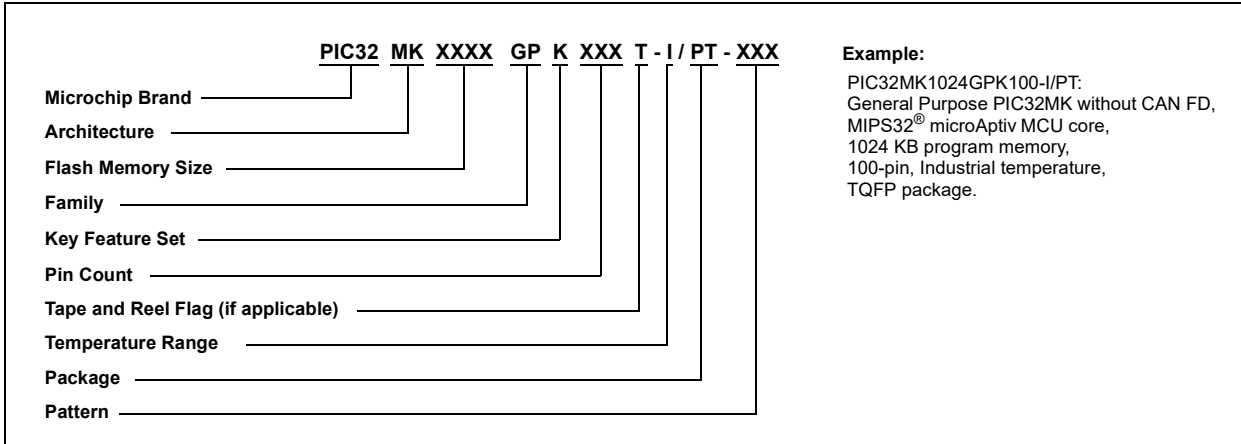 PIC32 MK XXXX GP K XXX T - I / PT - XXX
Microchip Brand
Architecture
Flash Memory Size
Family
Key Feature Set
Pin Count
Tape and Reel Flag (if applicable)
Temperature Range
Package
Pattern
Example:
PIC32MK1024GPK100-I/PT:
General Purpose PIC32MK without CAN FD,
MIPS32® microAptiv MCU core,
1024 KB program memory,
100-pin, Industrial temperature,
TQFP package.